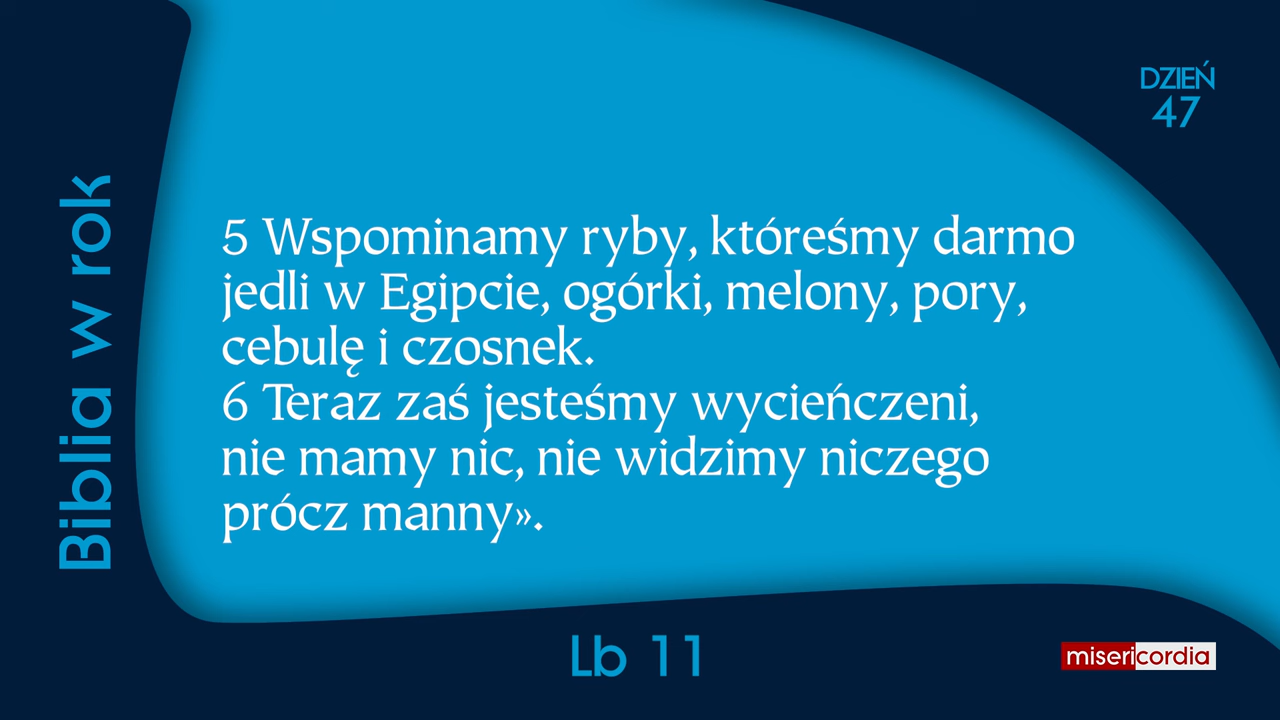 DZIEŃ
47
Biblia w rok
5 Wspominamy ryby, któreśmy darmo
jedli w Egipcie, ogórki, melony, pory,
cebulę i czosnek.
6 Teraz zaś jesteśmy wycieńczeni,
nie mamy nic, nie widzimy niczego
prócz manny».
Lb 11
misericordia